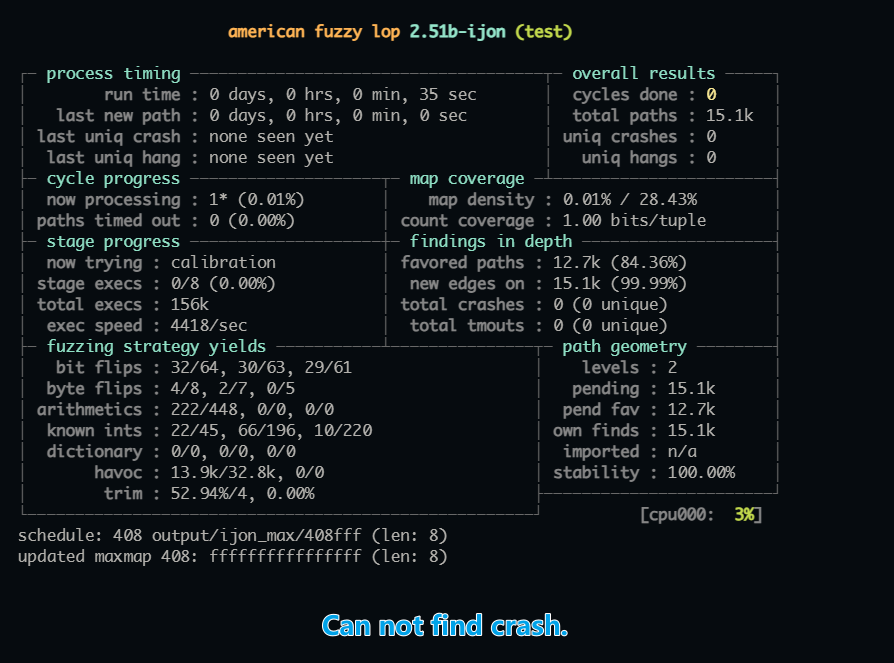 american fuzzy lop 2.51b-ijon (test)
process timing overall results
run time : 0 days, 0 hrs, 0 min, 35 sec cycles done : 0
last new path : 0 days, 0 hrs, 0 min, 0 sec total paths : 15.1k
last uniq crash : none seen yet uniq crashes : 0
last uniq hang : none seen yet uniq hangs : 0
cycle progress map coverage
now processing : 1* (0.01%) map density : 0.01% / 28.43%
paths timed out : 0 (0.00%) count coverage : 1.00 bits/tuple
stage progress findings in depth
now trying : calibration favored paths : 12.7k (84.36%)
stage execs : 0/8 (0.00%) new edges on : 15.1k (99.99%)
total execs : 156k total crashes : 0 (0 unique)
exec speed : 4418/sec total tmouts : 0 (0 unique)
fuzzing strategy yields path geometry
bit flips : 32/64, 30/63, 29/61 levels : 2
byte flips : 4/8, 2/7, 0/5 pending : 15.1k
arithmetics : 222/448, 0/0, 0/0 pend fav : 12.7k
known ints : 22/45, 66/196, 10/220 own finds : 15.1k
dictionary : 0/0, 0/0, 0/0 imported : n/a
havoc : 13.9k/32.8k, 0/0 stability : 100.00%
trim : 52.94%/4, 0.00%
[cpu000: 3%]
schedule: 408 output/ijon_max/408fff (len: 8)
updated maxmap 408: ffffffffffffffff (len: 8)
Can not find crash.